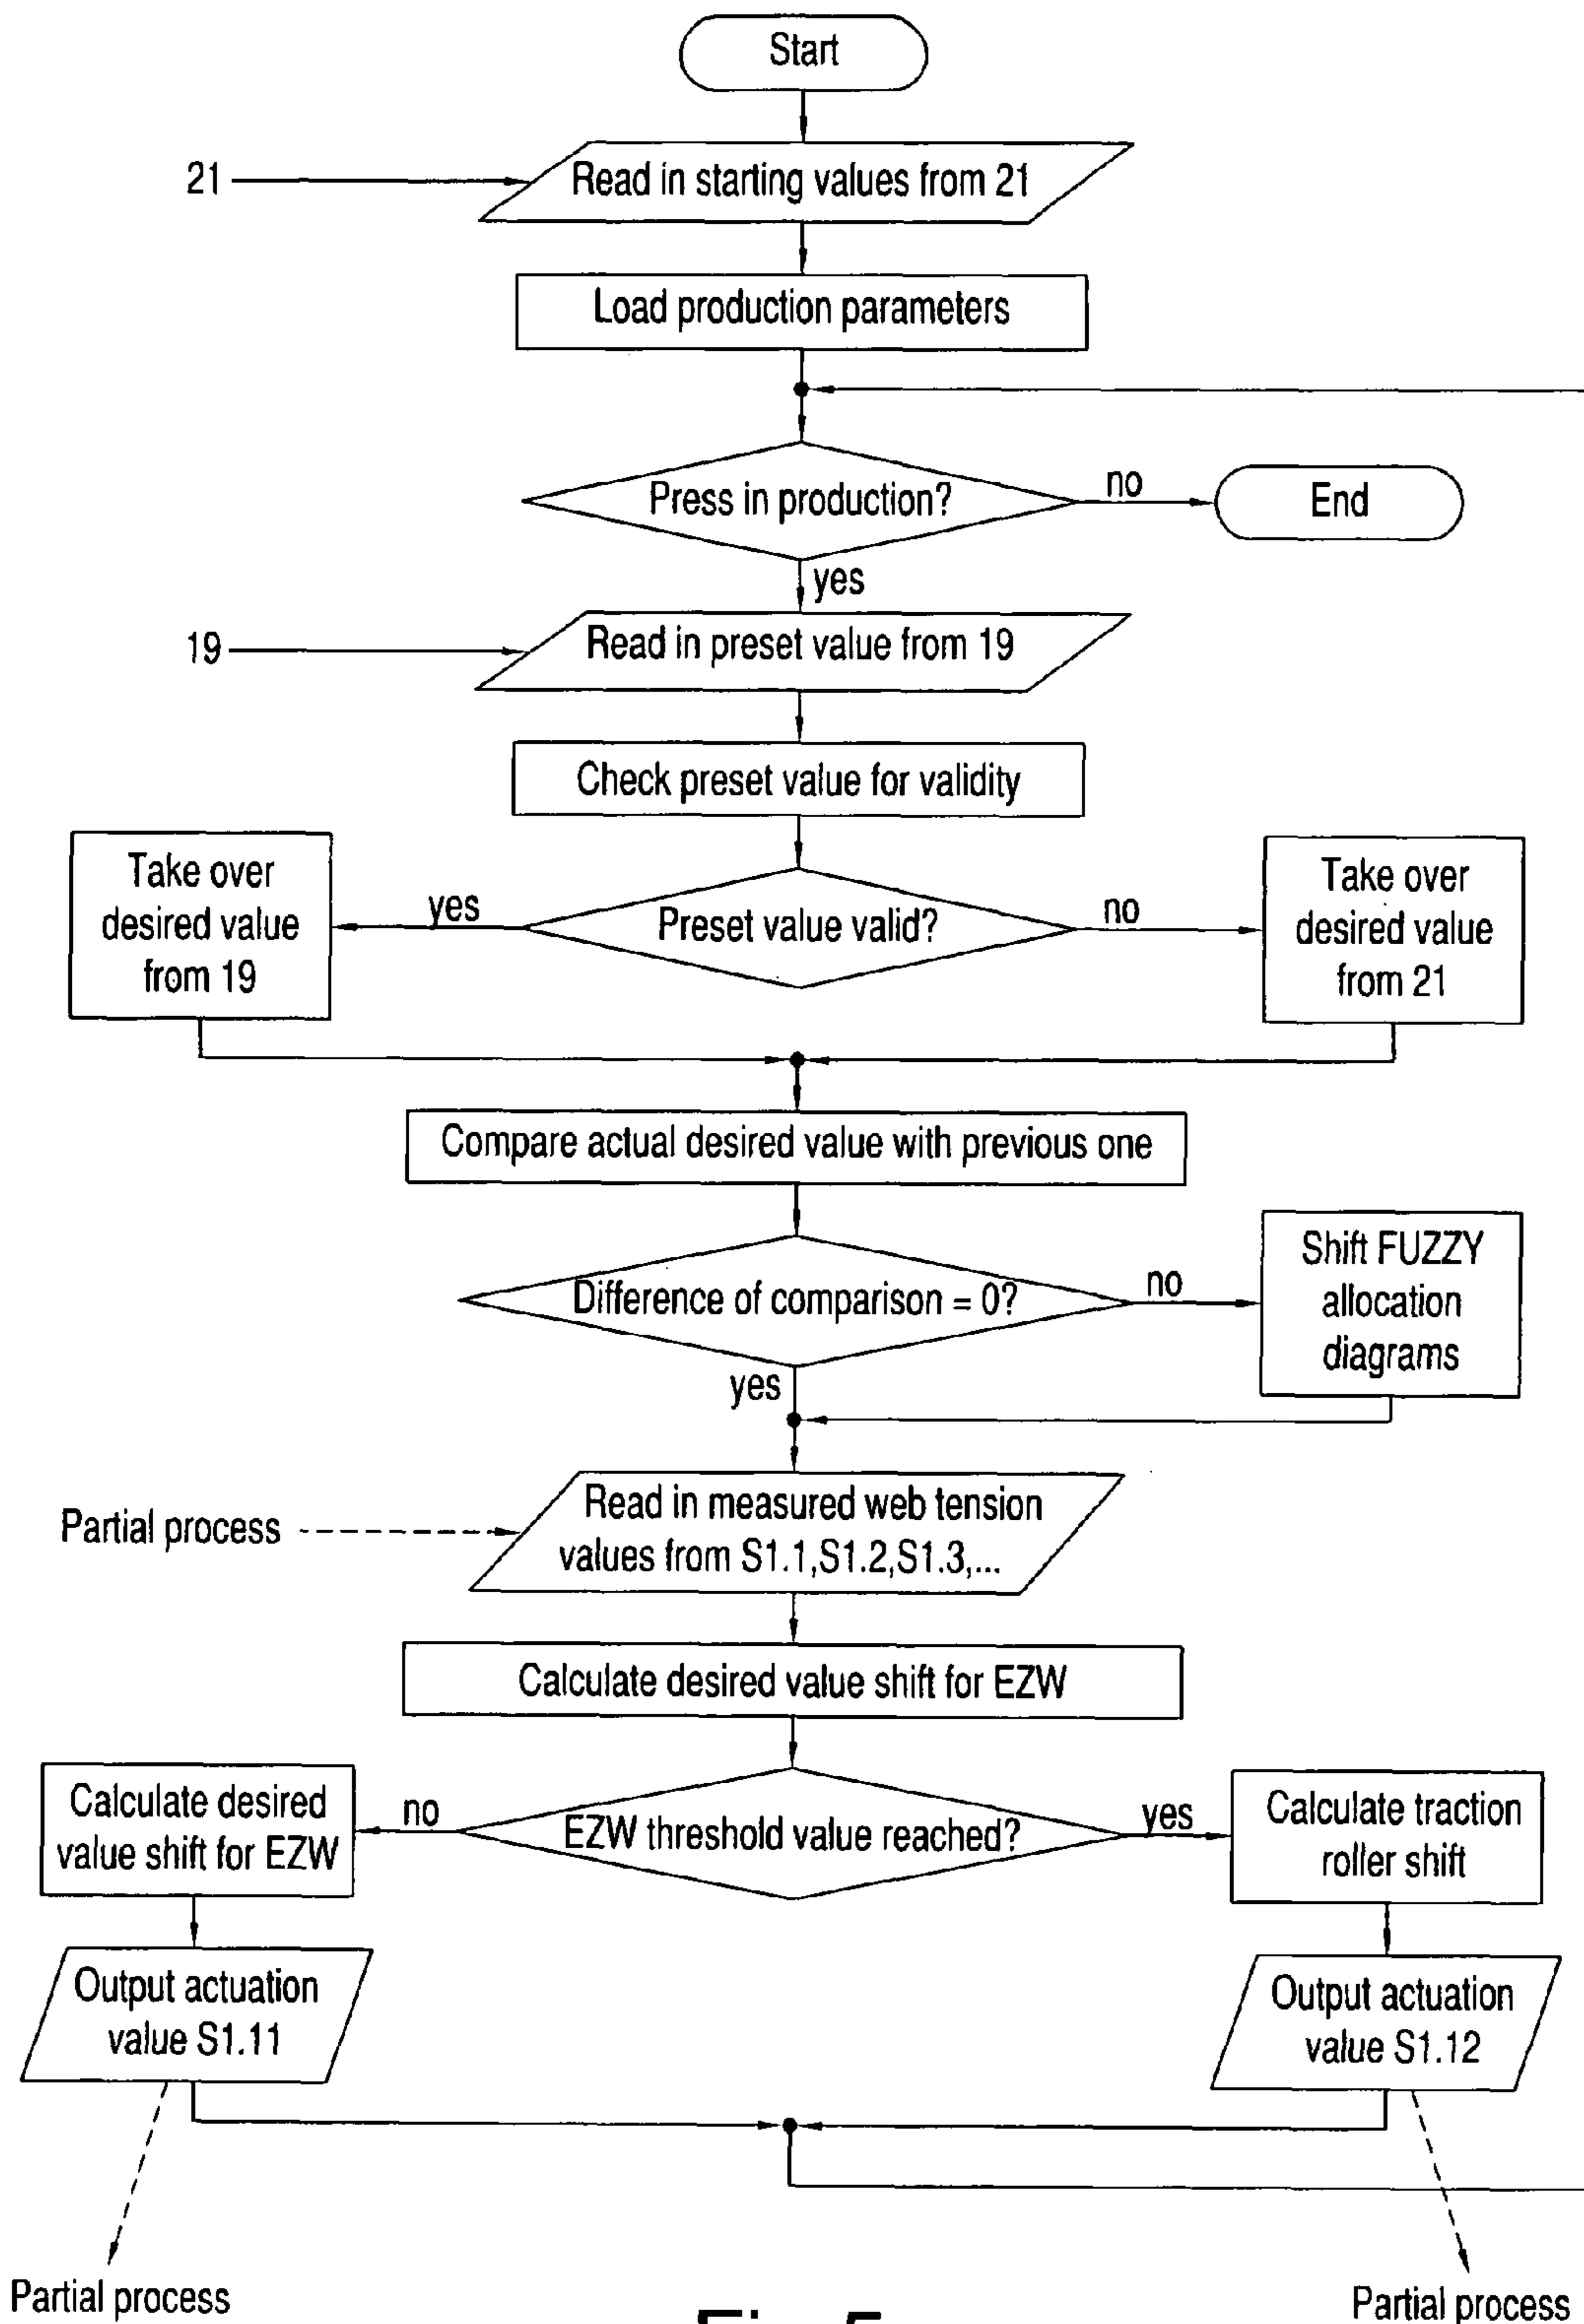 Start
21
Read in starting values from 21
Load production parameters
Press in production?
no
End
yes
19
Read in preset value from 19
Check preset value for validity
Take over
desired value
from 19
yes
Preset value valid?
no
Take over
desired value
from 21
Compare actual desired value with previous one
Difference of comparison = 0?
no
Shift FUZZY
allocation
diagrams
yes
Partial process
Read in measured web tension
values from S1.1,S1.2,S1.3,...
Calculate desired value shift for EZW
Calculate desired
value shift for EZW
no
EZW threshold value reached?
yes
Calculate traction
roller shift
Output actuation
value S1.11
Output actuation
value S1.12
Partial process
Partial process